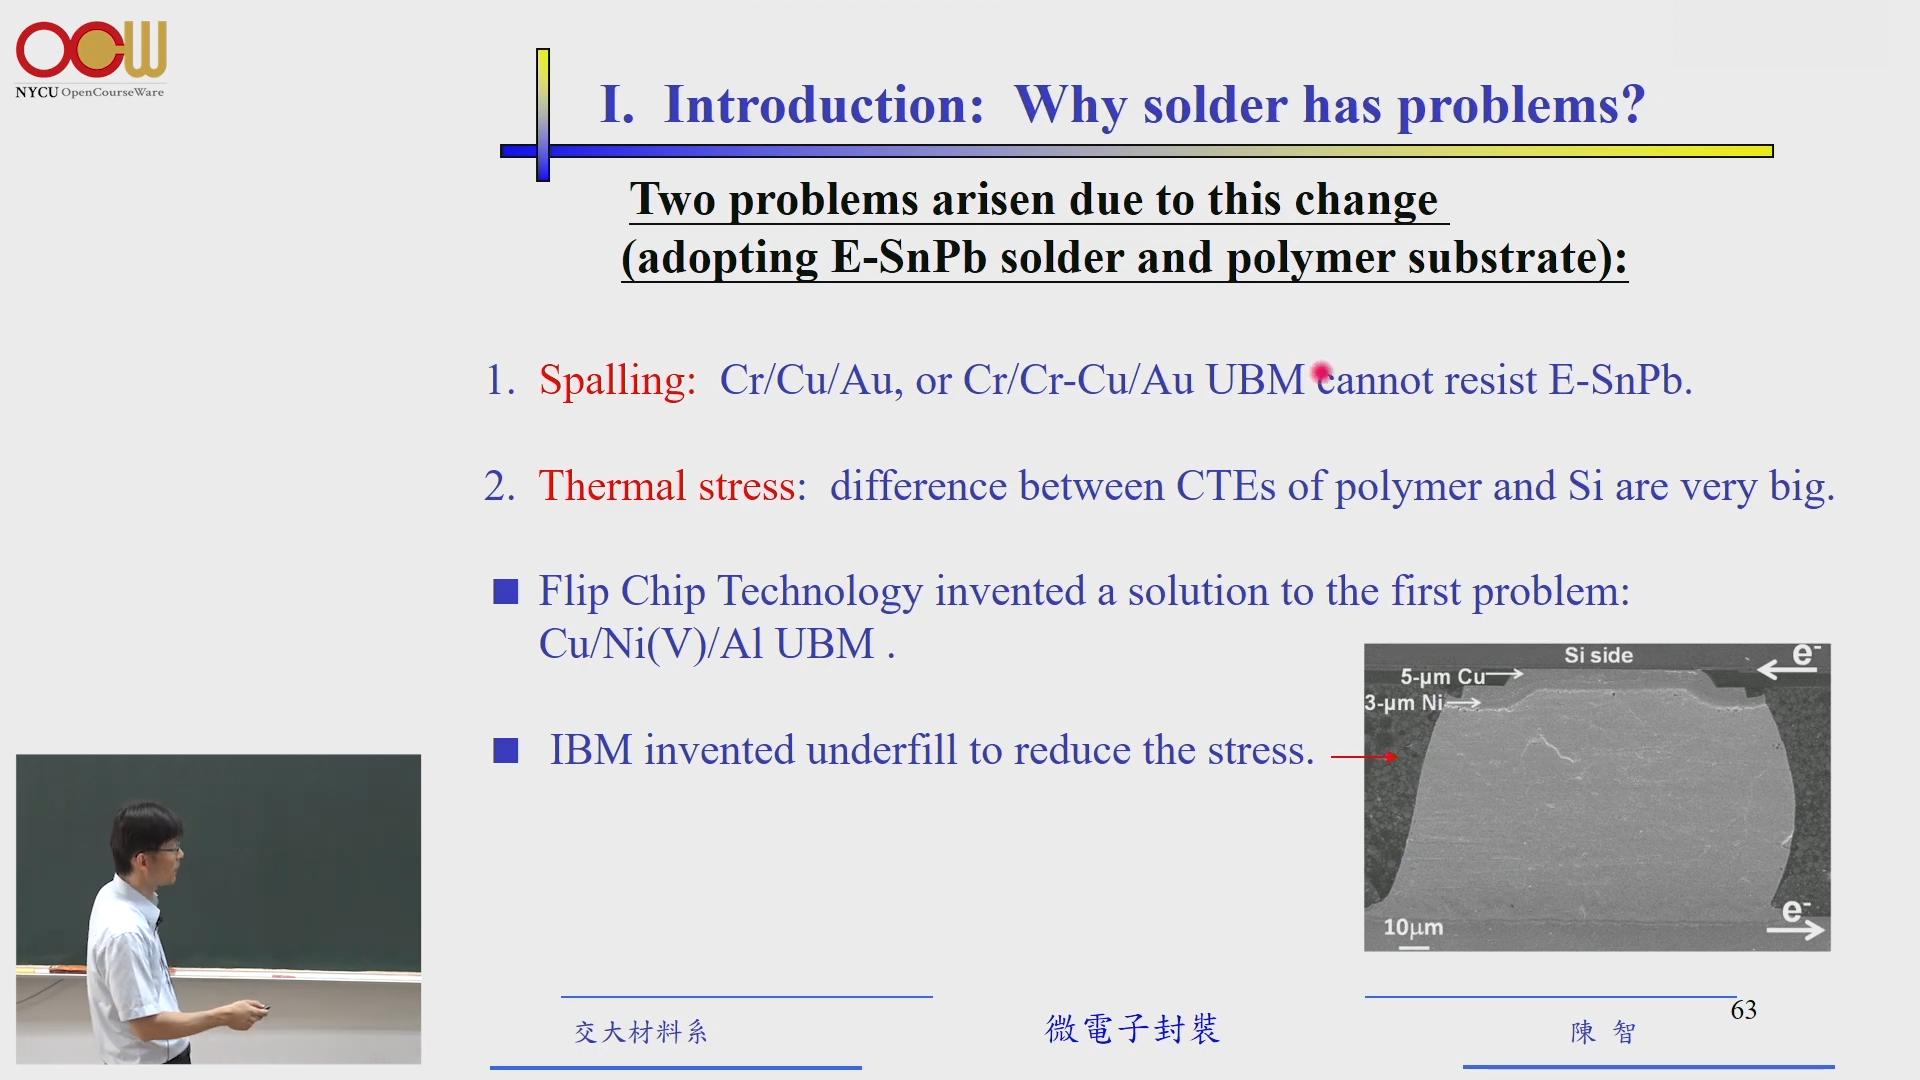 OCW
NYCU OpenCourseWare
I. Introduction: Why solder has problems?
Two problems arisen due to this change
(adopting E-SnPb solder and polymer substrate):
1. Spalling: Cr/Cu/Au, or Cr/Cr-Cu/Au UBM cannot resist E-SnPb.
2. Thermal stress: difference between CTEs of polymer and Si are very big.
■ Flip Chip Technology invented a solution to the first problem:
Cu/Ni(V)/Al UBM .
■ IBM invented underfill to reduce the stress.
Si side
e-
5-μm Cu
3-μm Ni
e-
10μm
63
交大材料系
微電子封裝
陳 智